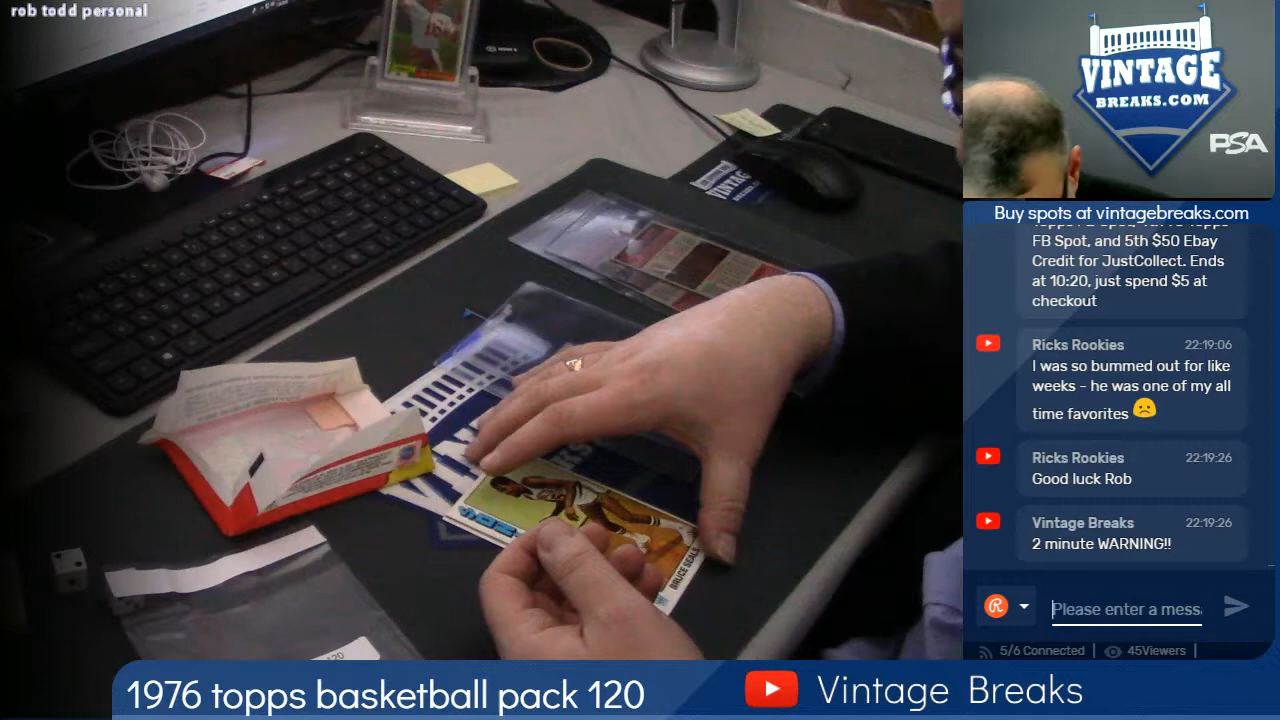 rob todd personal
VINTAGE
BREAKS.COM
PSA
Buy spots at vintagebreaks.com
FB Spot, and 5th $50 Ebay
Credit for JustCollect. Ends
at 10:20, just spend $5 at
checkout
Ricks Rookies 22:19:06
I was so bummed out for like
weeks - he was one of my all
time favorites
Ricks Rookies 22:19:26
Good luck Rob
Vintage Breaks 22:19:26
2 minute WARNING!!
Please enter a messa
5/6 Connected | 45Viewers |
BRUCE SEALS
SUNS
120
1976 topps basketball pack 120
Vintage Breaks